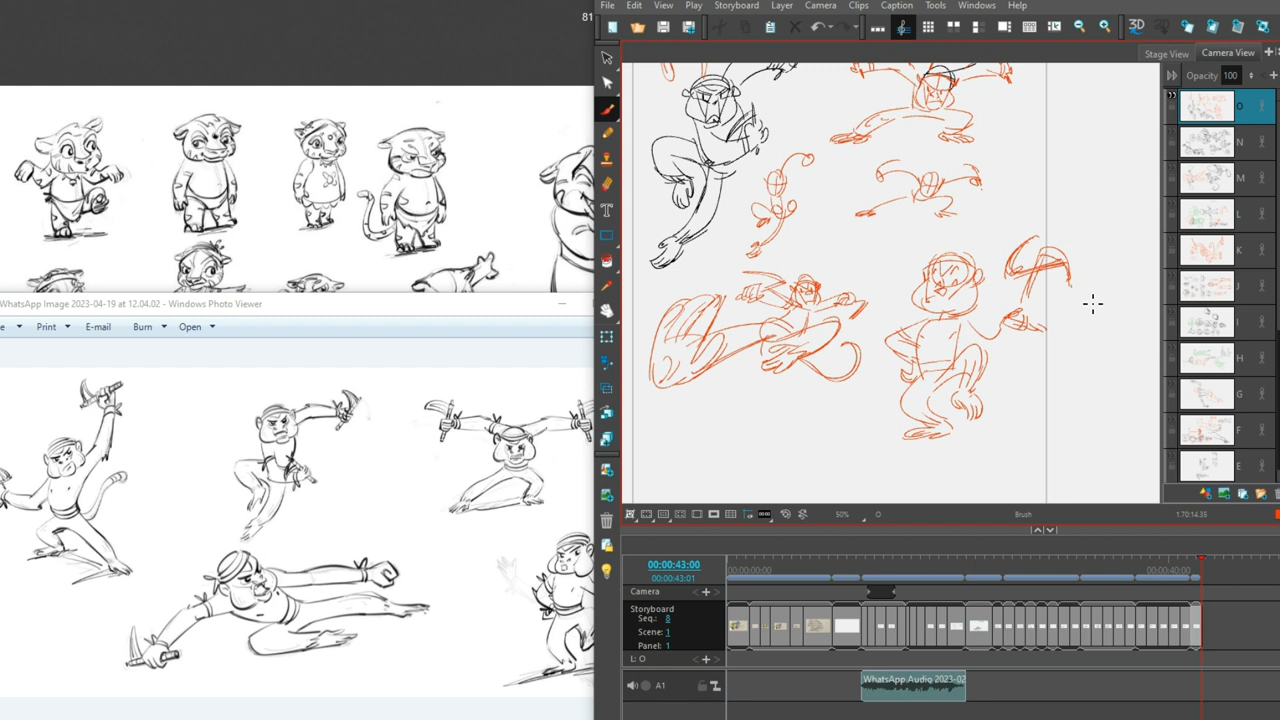 81
File Edit View Play Storyboard Layer Camera Clips Caption Tools Windows Help
3D
Stage View Camera View
Opacity 100
O
N
M
L
K
J
I
H
G
F
E
WhatsApp Image 2023-04-19 at 12.04.02 - Windows Photo Viewer
Print E-mail Burn Open
50% O Brush 1.70:14.35
00:00:43:00
00:00:43:01
00:00:00:00 00:00:40:00
Camera
Storyboard
Seq.: 8
Scene: 1
Panel: 1
L: O
A1
WhatsApp Audio 2023-02